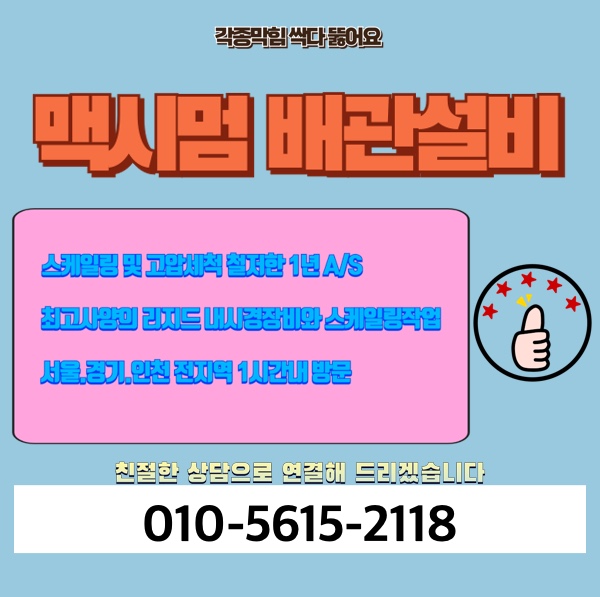 각종막힘 싹다 뚫어요
맥시멈 배관설비
스케일링 및 고압세척 철저한 1년 A/S
최고사양의 리지드 내시경장비와 스케일링작업
서울.경기.인천 전지역 1시간내 방문
친절한 상담으로 연결해 드리겠습니다
010-5615-2118